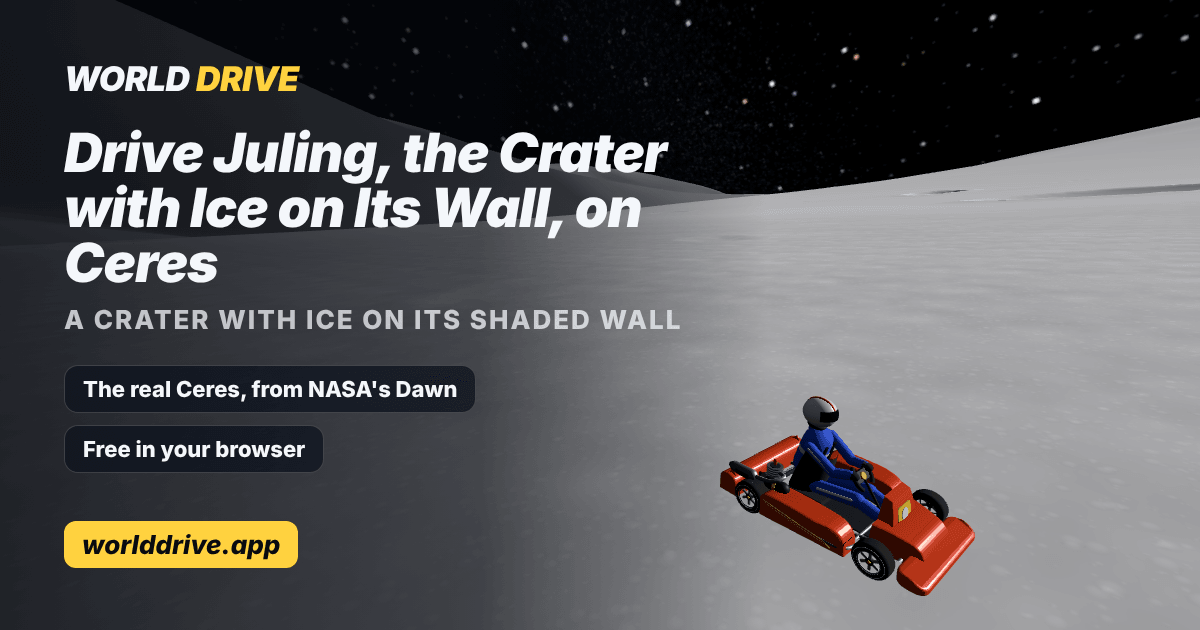 WORLD DRIVE
Drive Juling, the Crater
with Ice on Its Wall, on
Ceres
A CRATER WITH ICE ON ITS SHADED WALL
The real Ceres, from NASA's Dawn
Free in your browser
worlddrive.app